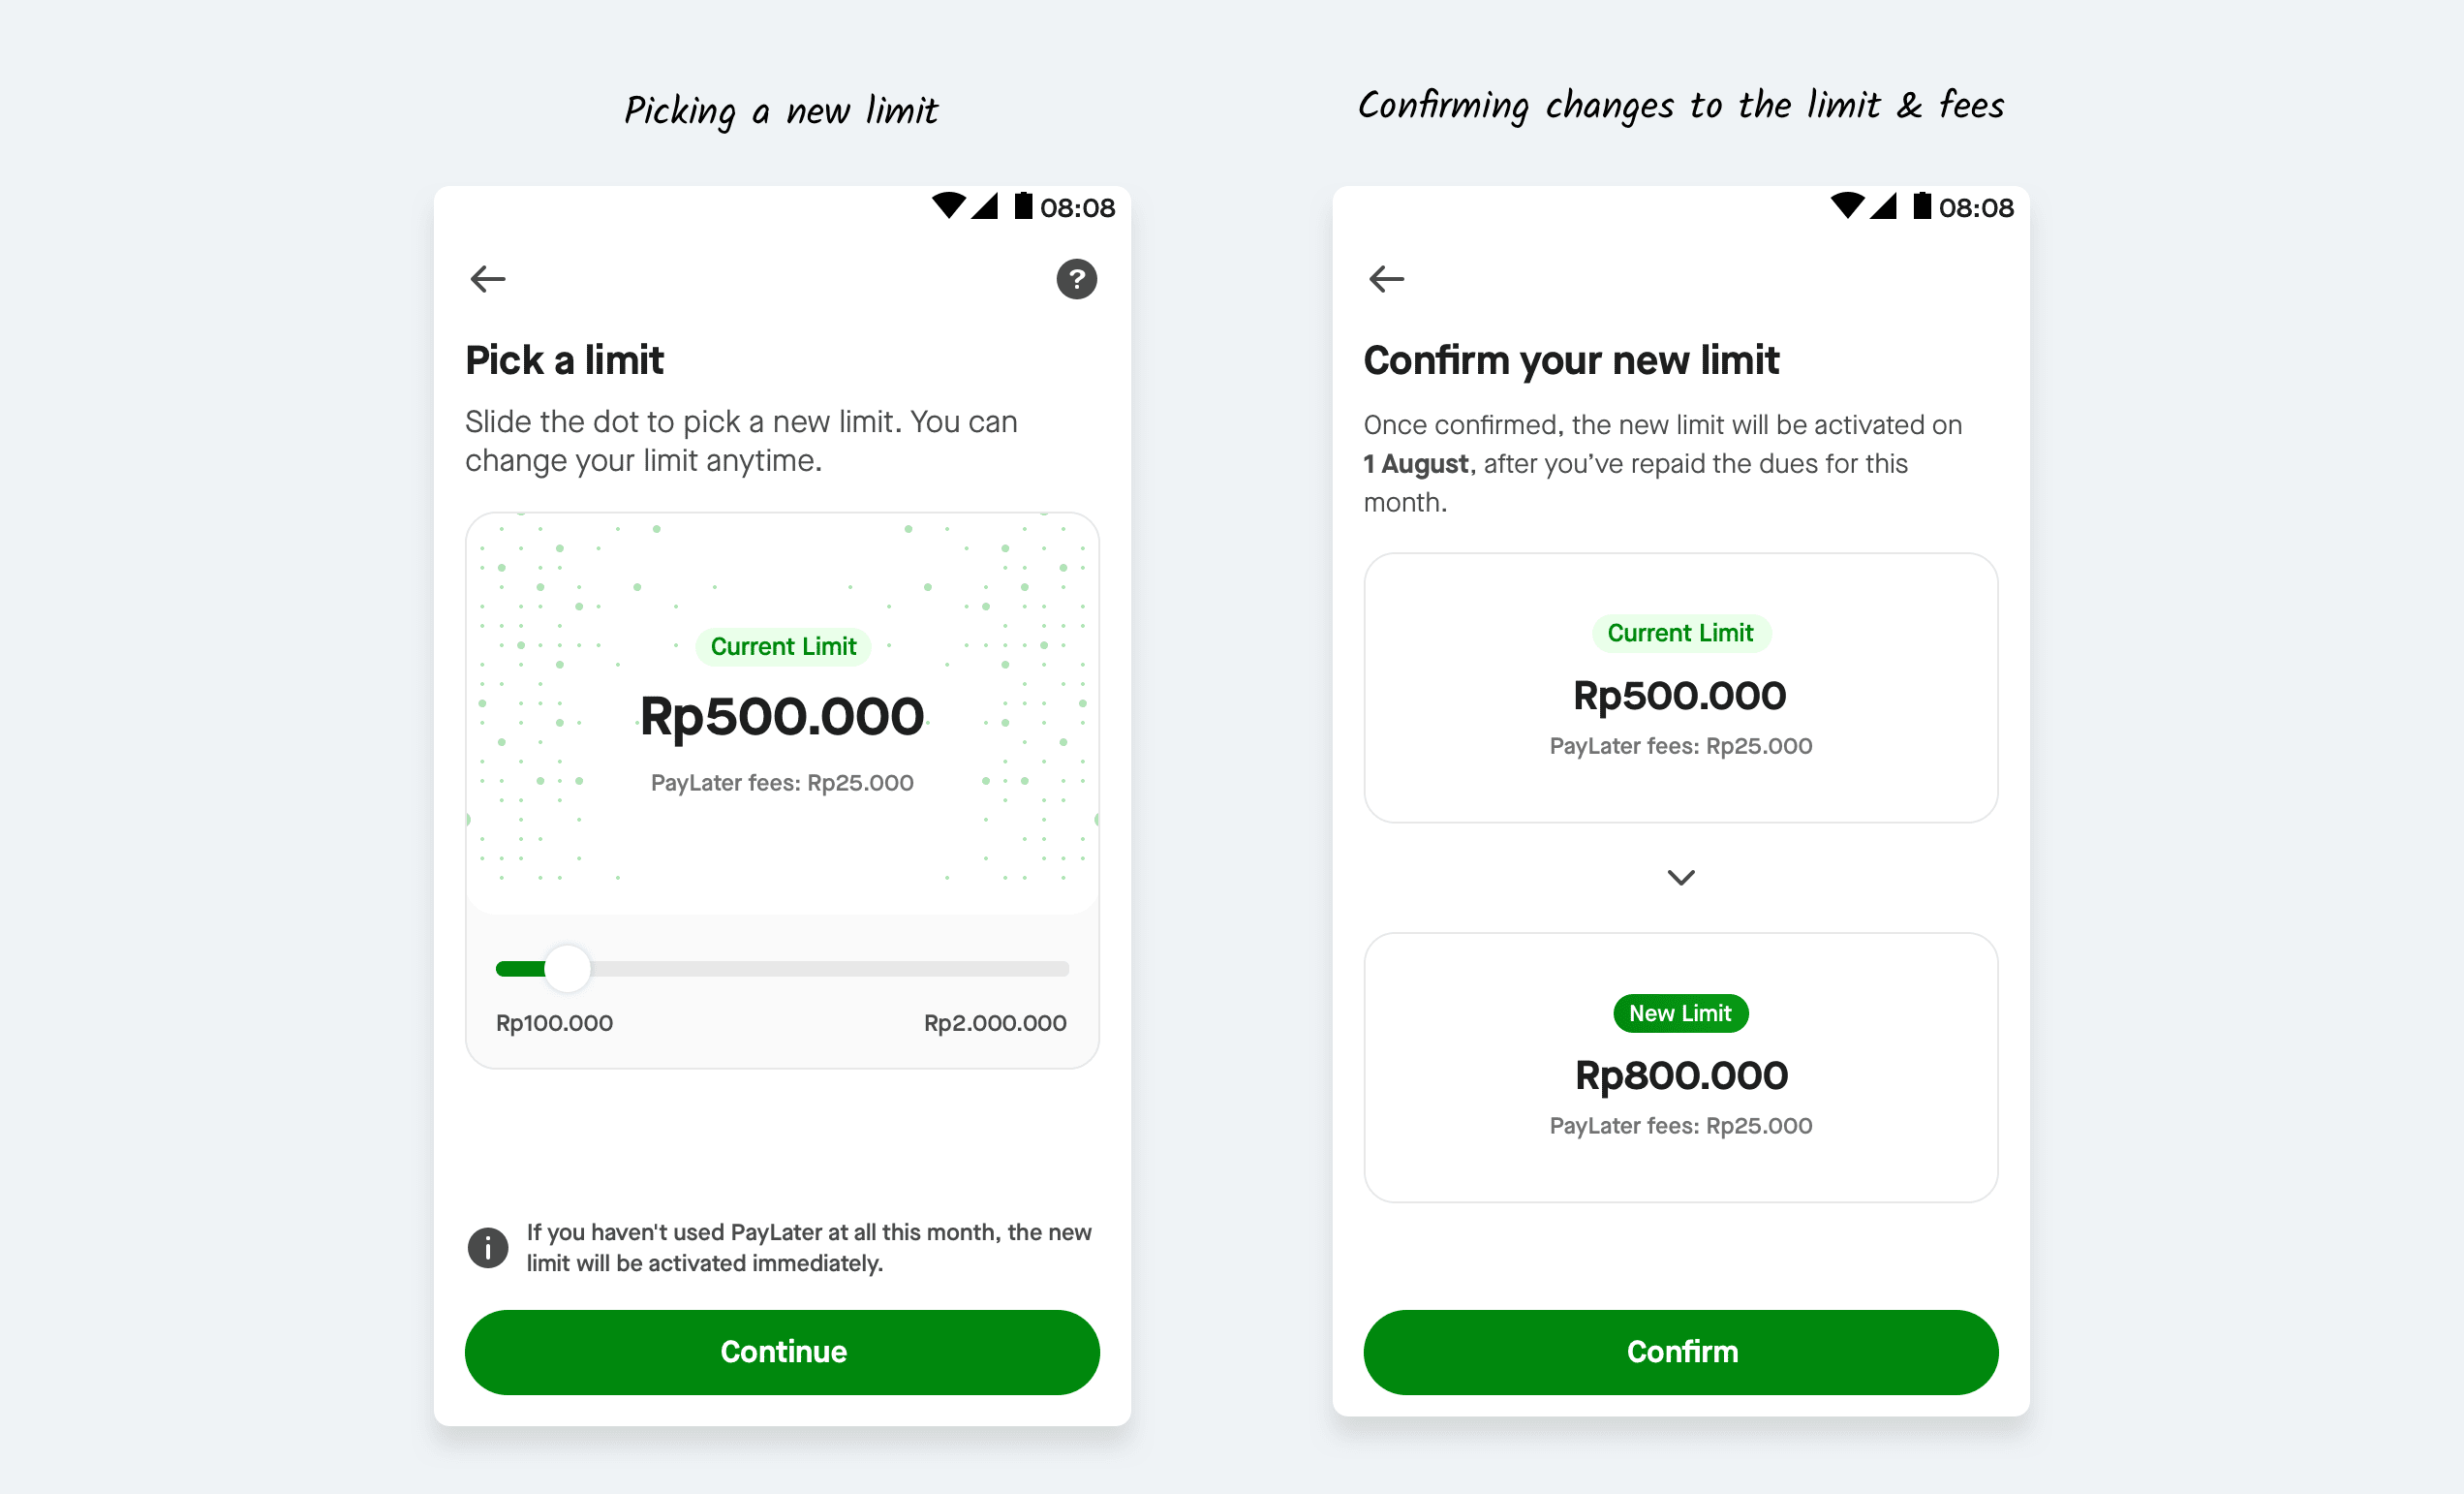 Picking a new limit
08:08
?
Pick a limit
Slide the dot to pick a new limit. You can
change your limit anytime.
Current Limit
Rp500.000
PayLater fees: Rp25.000
Rp100.000 Rp2.000.000
If you haven't used PayLater at all this month, the new
limit will be activated immediately.
Continue
Confirming changes to the limit & fees
08:08
Confirm your new limit
Once confirmed, the new limit will be activated on
1 August, after you’ve repaid the dues for this
month.
Current Limit
Rp500.000
PayLater fees: Rp25.000
New Limit
Rp800.000
PayLater fees: Rp25.000
Confirm